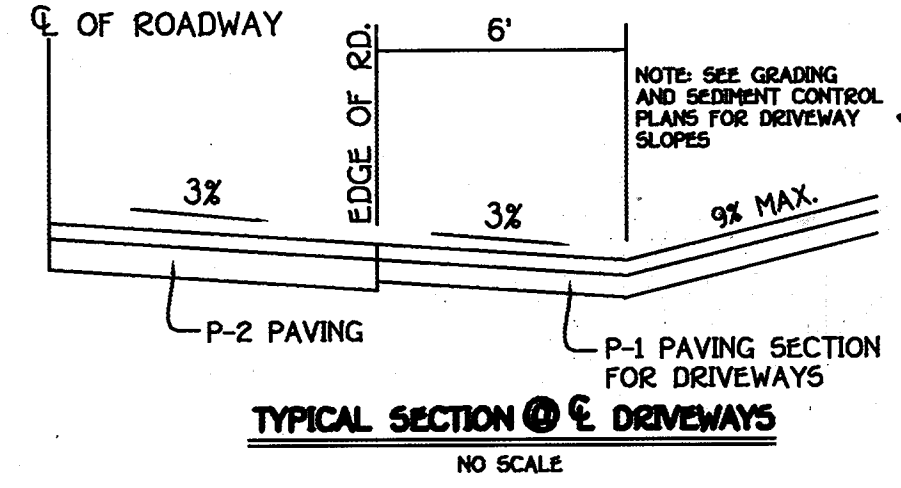 ℄ OF ROADWAY
EDGE OF RD.
6'
NOTE: SEE GRADING
AND SEDIMENT CONTROL
PLANS FOR DRIVEWAY
SLOPES
3%
3%
9% MAX.
P-2 PAVING
P-1 PAVING SECTION
FOR DRIVEWAYS
TYPICAL SECTION @ ℄ DRIVEWAYS
NO SCALE